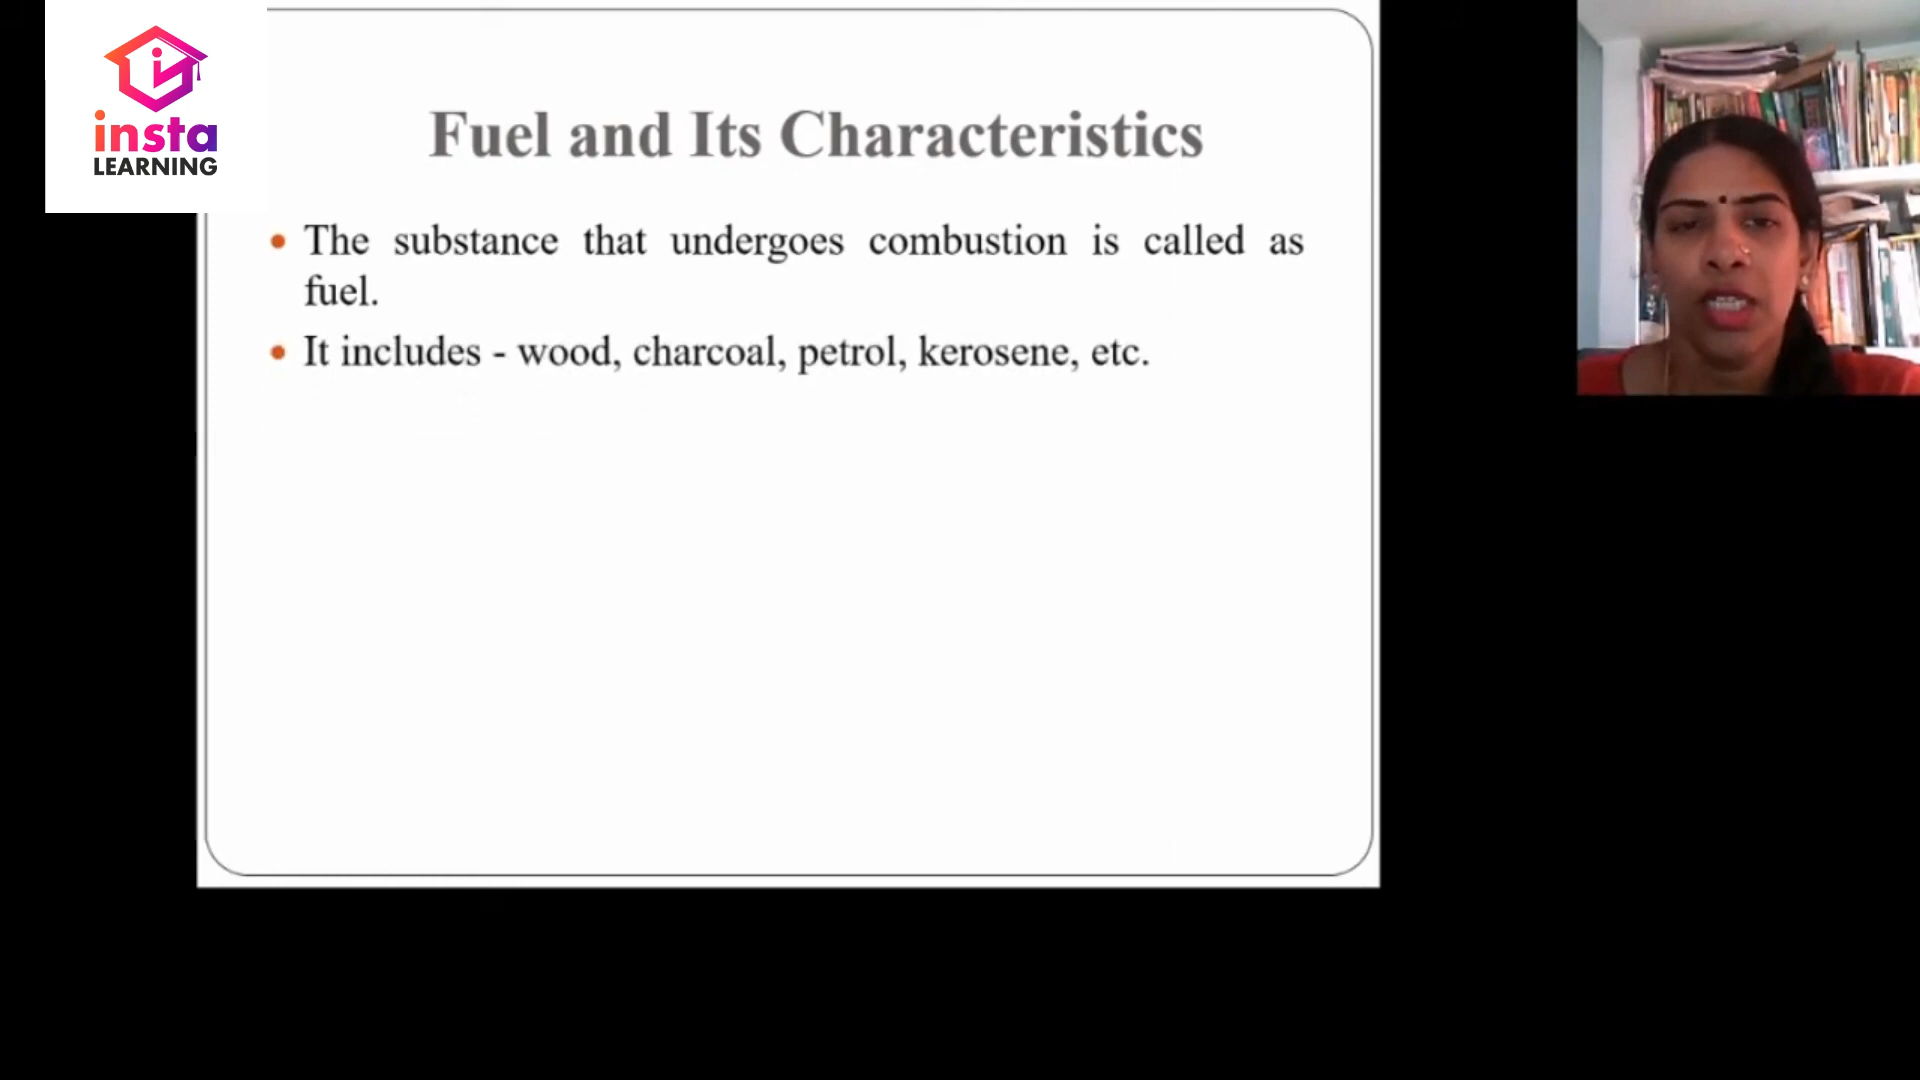 insta
LEARNING
Fuel and Its Characteristics
• The substance that undergoes combustion is called as
fuel.
• It includes - wood, charcoal, petrol, kerosene, etc.